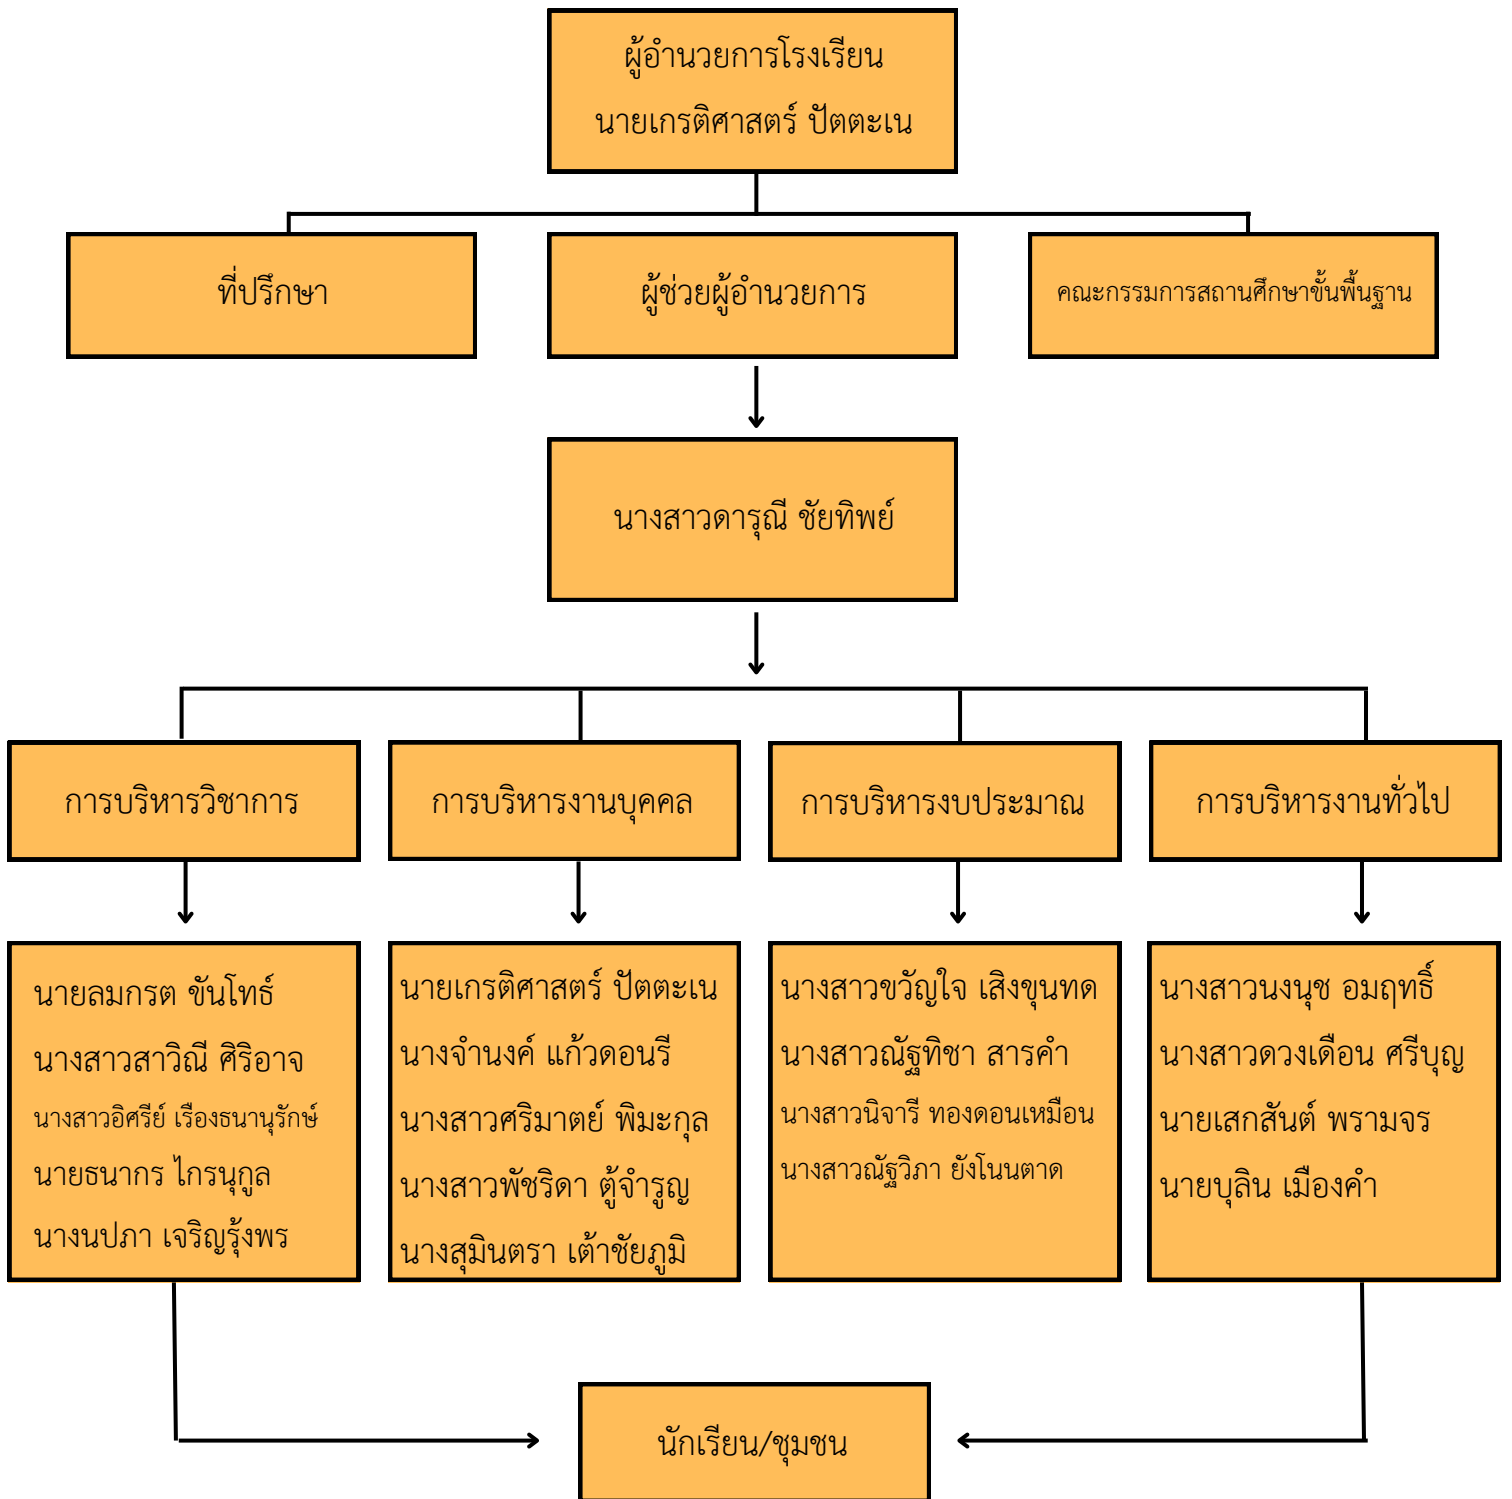 ผู้อำนวยการโรงเรียน
นายเกรติศาสตร์ ปัตตะเน
ที่ปรึกษา
ผู้ช่วยผู้อำนวยการ
คณะกรรมการสถานศึกษาขั้นพื้นฐาน
นางสาวดารุณี ชัยทิพย์
การบริหารวิชาการ
การบริหารงานบุคคล
การบริหารงบประมาณ
การบริหารงานทั่วไป
นายลมกรต ขันโทธ์
นางสาวสาวิณี ศิริอาจ
นางสาวอิศรีย์ เรืองธนานุรักษ์
นายธนากร ไกรนุกูล
นางนปภา เจริญรุ้งพร
นายเกรติศาสตร์ ปัตตะเน
นางจำนงค์ แก้วดอนรี
นางสาวศริมาตย์ พิมะกุล
นางสาวพัชริดา ตู้จำรูญ
นางสุมินตรา เต้าชัยภูมิ
นางสาวขวัญใจ เสิงขุนทด
นางสาวณัฐทิชา สารคำ
นางสาวนิจารี ทองดอนเหมือน
นางสาวณัฐวิภา ยังโนนตาด
นางสาวนงนุช อมฤทธิ์
นางสาวดวงเดือน ศรีบุญ
นายเสกสันต์ พรามจร
นายบุลิน เมืองคำ
นักเรียน/ชุมชน